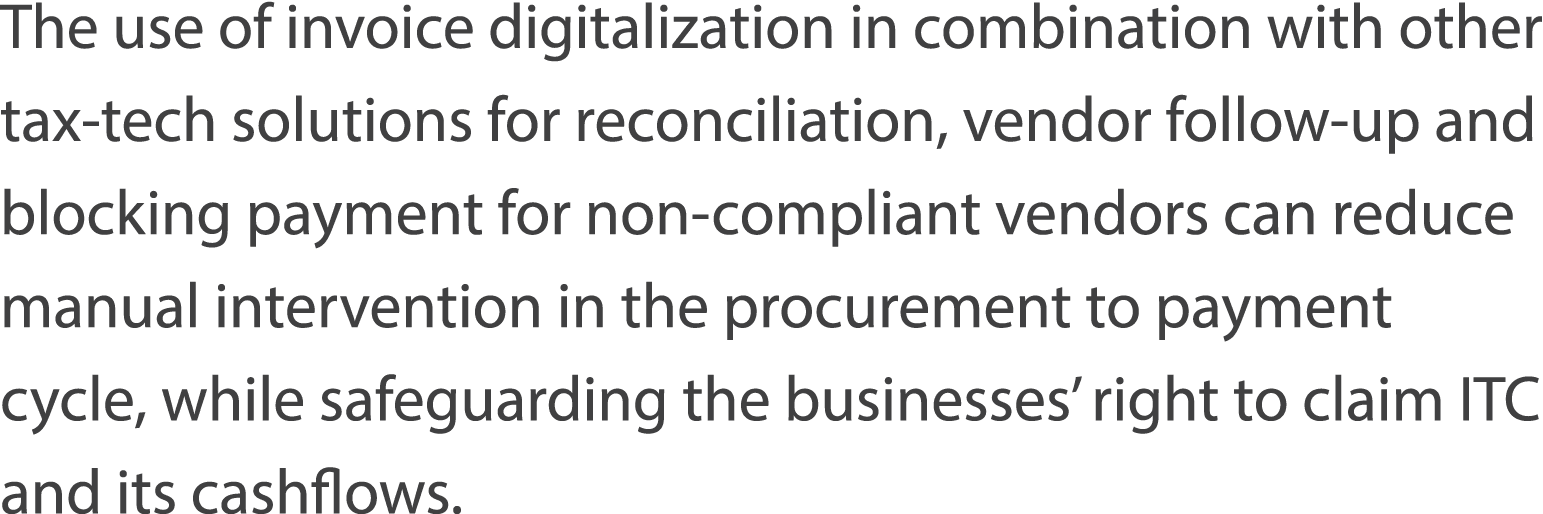 The use of invoice digitalization in combination with other
tax-tech solutions for reconciliation, vendor follow-up and
blocking payment for non-compliant vendors can reduce
manual intervention in the procurement to payment
cycle, while safeguarding the businesses’ right to claim ITC
and its cashflows.